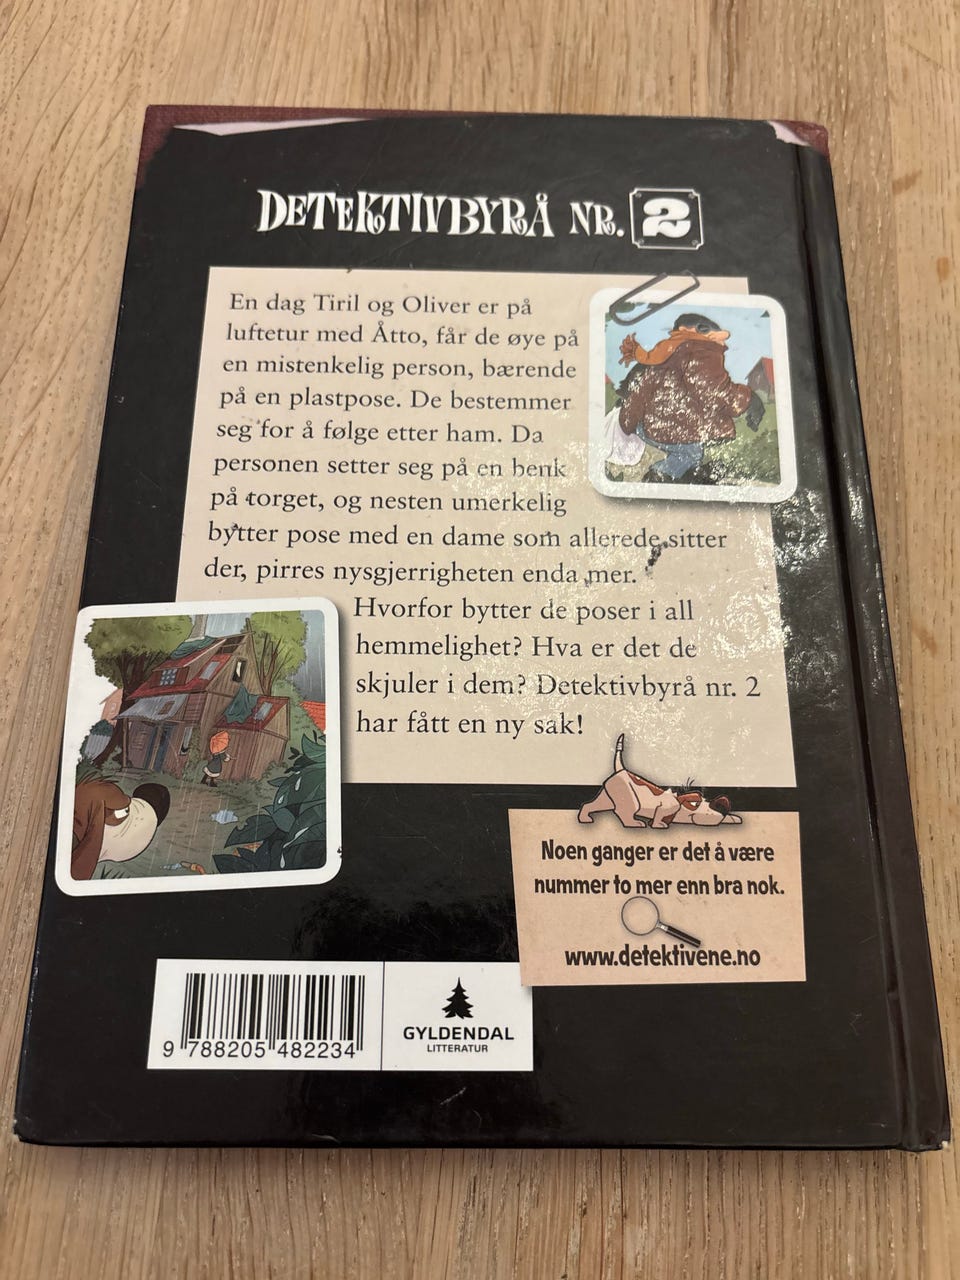 DETEKTIVBYRÅ NR. 2
En dag Tiril og Oliver er på
luftetur med Åtto, får de øye på
en mistenkelig person, bærende
på en plastpose. De bestemmer
seg for å følge etter ham. Da
personen setter seg på en benk
på torget, og nesten umerkelig
bytter pose med en dame som allerede sitter
der, pirres nysgjerrigheten enda mer.
Hvorfor bytter de poser i all
hemmelighet? Hva er det de
skjuler i dem? Detektivbyrå nr. 2
har fått en ny sak!
Noen ganger er det å være
nummer to mer enn bra nok.
www.detektivene.no
9 788205 482234
GYLDENDAL
LITTERATUR